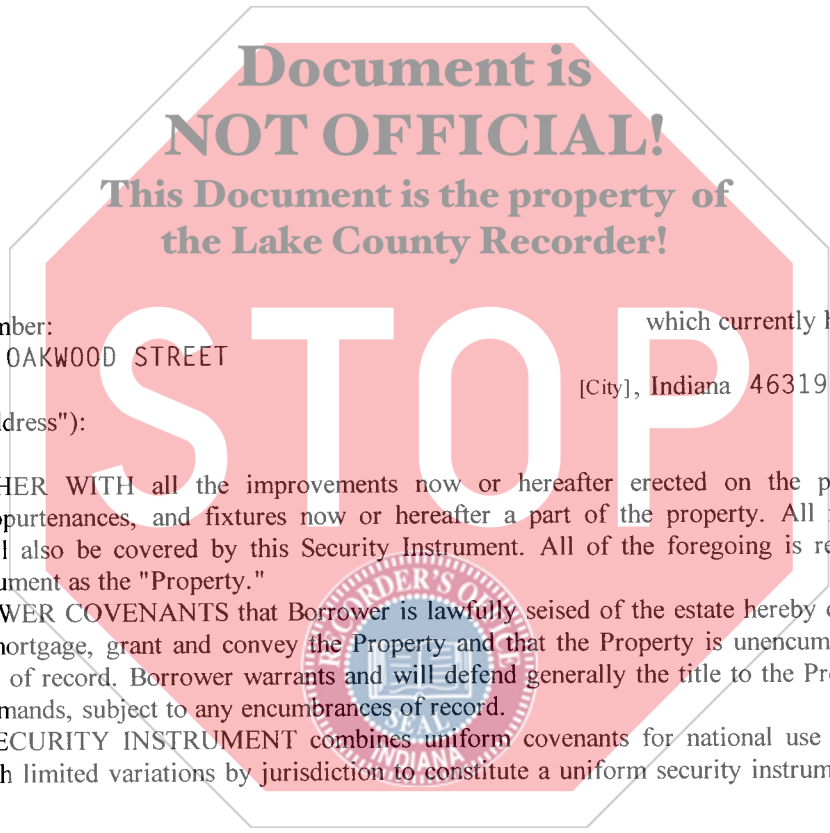 Document is
NOT OFFICIAL!
This Document is the property of
the Lake County Recorder!
STOP
mber: which currently h
OAKWOOD STREET
[City], Indiana 46319
ddress"):
HER WITH all the improvements now or hereafter erected on the p
ppurtenances, and fixtures now or hereafter a part of the property. All
l also be covered by this Security Instrument. All of the foregoing is re
ument as the "Property."
WER COVENANTS that Borrower is lawfully seised of the estate hereby
mortgage, grant and convey the Property and that the Property is unencum
of record. Borrower warrants and will defend generally the title to the Pr
mands, subject to any encumbrances of record.
ECURITY INSTRUMENT combines uniform covenants for national use
h limited variations by jurisdiction to constitute a uniform security instrum
RECORDER'S OFFICE
SEAL
INDIANA